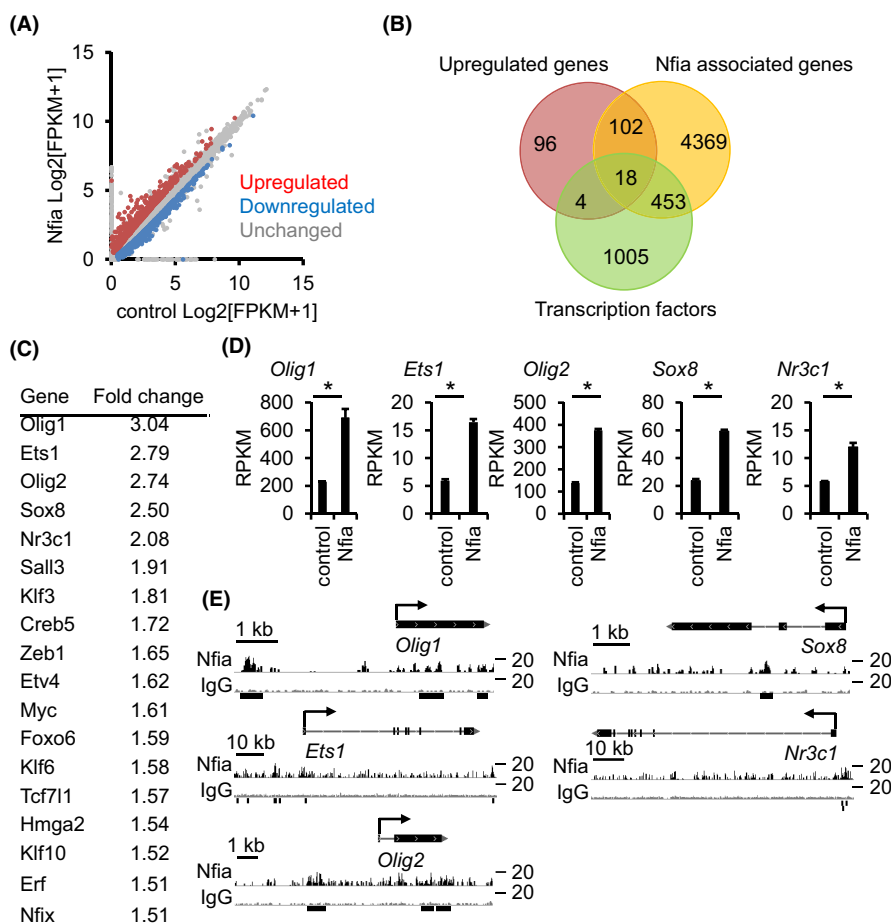 (A)
15
10
5
0
0
5
10
15
Nfia Log2[FPKM+1]
control Log2[FPKM+1]
Upregulated
Downregulated
Unchanged
(B)
Upregulated genes
Nfia associated genes
96
102
4369
18
4
453
1005
Transcription factors
(C)
Gene Fold change
Olig1 3.04
Ets1 2.79
Olig2 2.74
Sox8 2.50
Nr3c1 2.08
Sall3 1.91
Klf3 1.81
Creb5 1.72
Zeb1 1.65
Etv4 1.62
Myc 1.61
Foxo6 1.59
Klf6 1.58
Tcf7l1 1.57
Hmga2 1.54
Klf10 1.52
Erf 1.51
Nfix 1.51
(D)
Olig1
*
RPKM
800
600
400
200
0
control
Nfia
Ets1
*
RPKM
20
15
10
5
0
control
Nfia
Olig2
*
RPKM
500
400
300
200
100
0
control
Nfia
Sox8
*
RPKM
80
60
40
20
0
control
Nfia
Nr3c1
*
RPKM
20
15
10
5
0
control
Nfia
(E)
1 kb
Olig1
Nfia 20
IgG 20
10 kb
Ets1
Nfia 20
IgG 20
1 kb
Olig2
Nfia 20
IgG 20
1 kb
Sox8
Nfia 20
IgG 20
10 kb
Nr3c1
Nfia 20
IgG 20